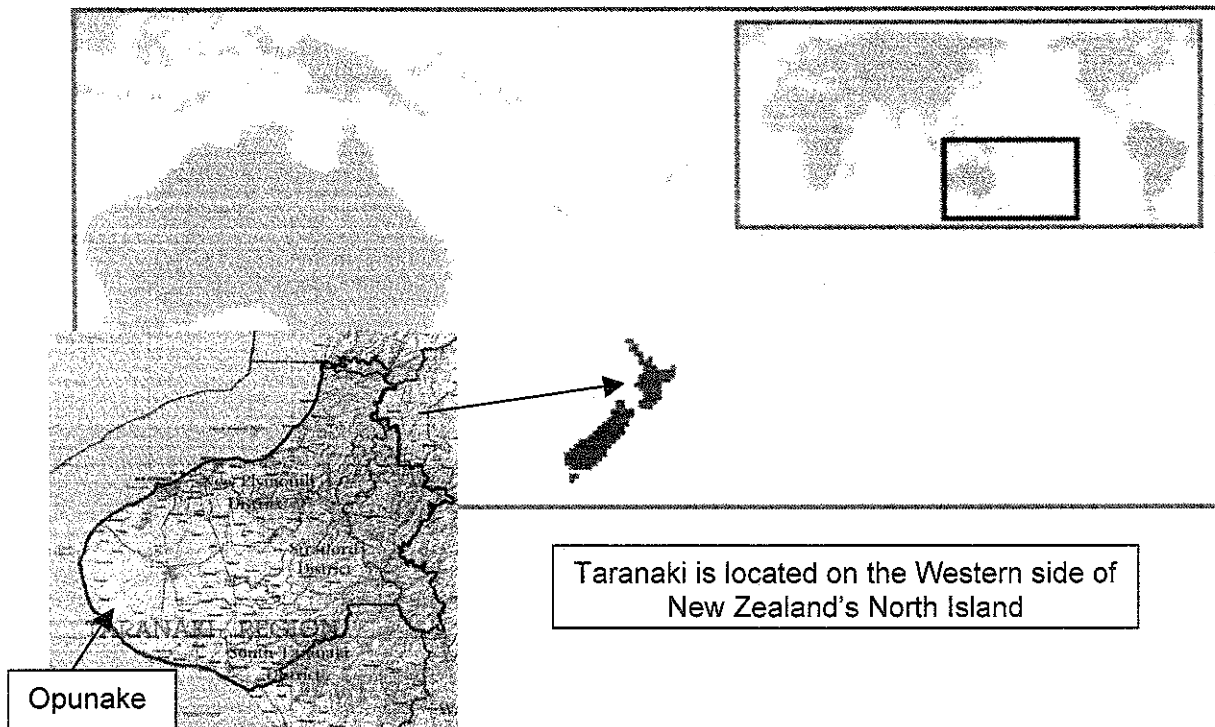 New Plymouth
District
Stratford
District
TARANAKI REGION
South Taranaki
District
Opunake
Taranaki is located on the Western side of
New Zealand's North Island